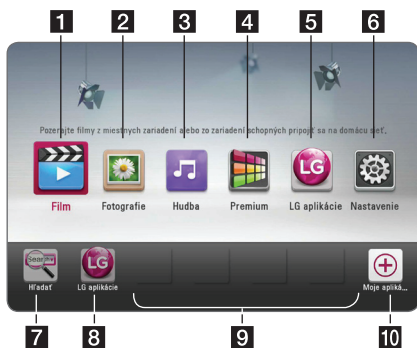 1 2 3 4 5 6
Pozerajte filmy z miestnych zariadení alebo zo zariadení schopných pripojiť sa na domácu sieť.
LG
Film Fotografie Hudba Premium LG aplikácie Nastavenie
Search LG
Hľadať LG aplikácie Moje apliká...
7 8 9 10